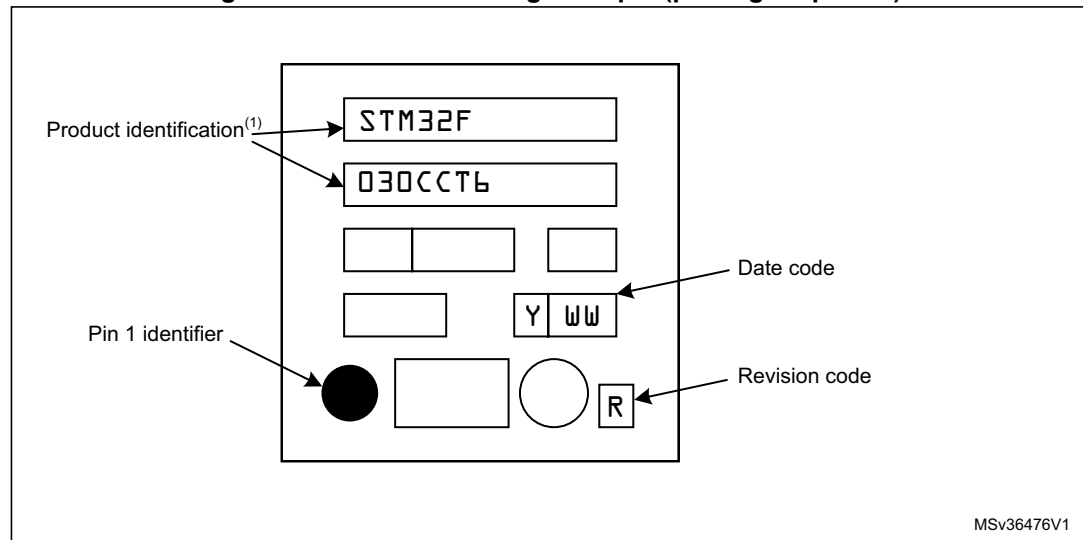 Product identification(1)
STM32F
030CCT6
Date code
Y WW
Pin 1 identifier
Revision code
R
MSv36476V1